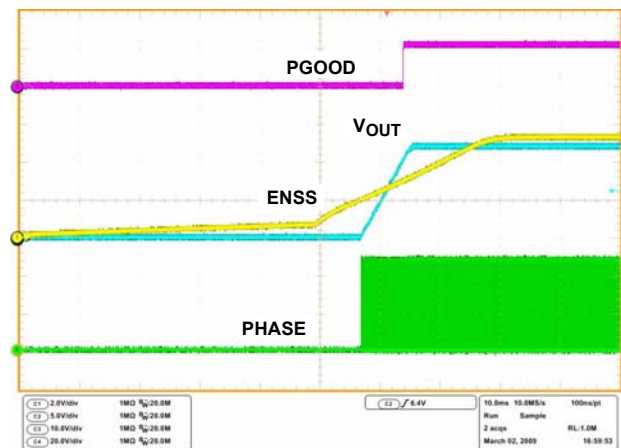 PGOOD
VOUT
ENSS
PHASE
C1 2.0V/div 1MΩ BW:20.0M
C2 5.0V/div 1MΩ BW:20.0M
C3 10.0V/div 1MΩ BW:20.0M
C4 20.0V/div 1MΩ BW:20.0M
C2 6.4V
10.0ms 10.0MS/s 100ns/pt
Run Sample
2 acqs RL:1.0M
March 02, 2009 16:59:53